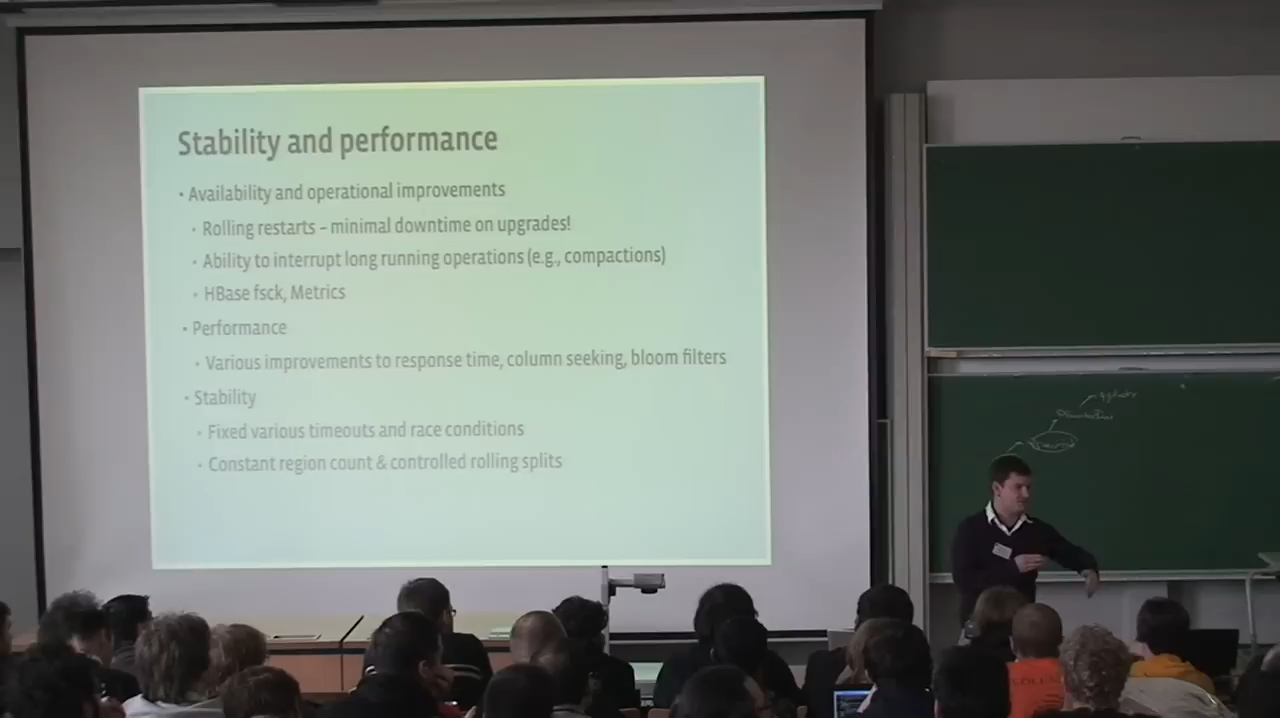 Stability and performance
• Availability and operational improvements
• Rolling restarts – minimal downtime on upgrades!
• Ability to interrupt long running operations (e.g., compactions)
• HBase fsck, Metrics
• Performance
• Various improvements to response time, column seeking, bloom filters
• Stability
• Fixed various timeouts and race conditions
• Constant region count & controlled rolling splits